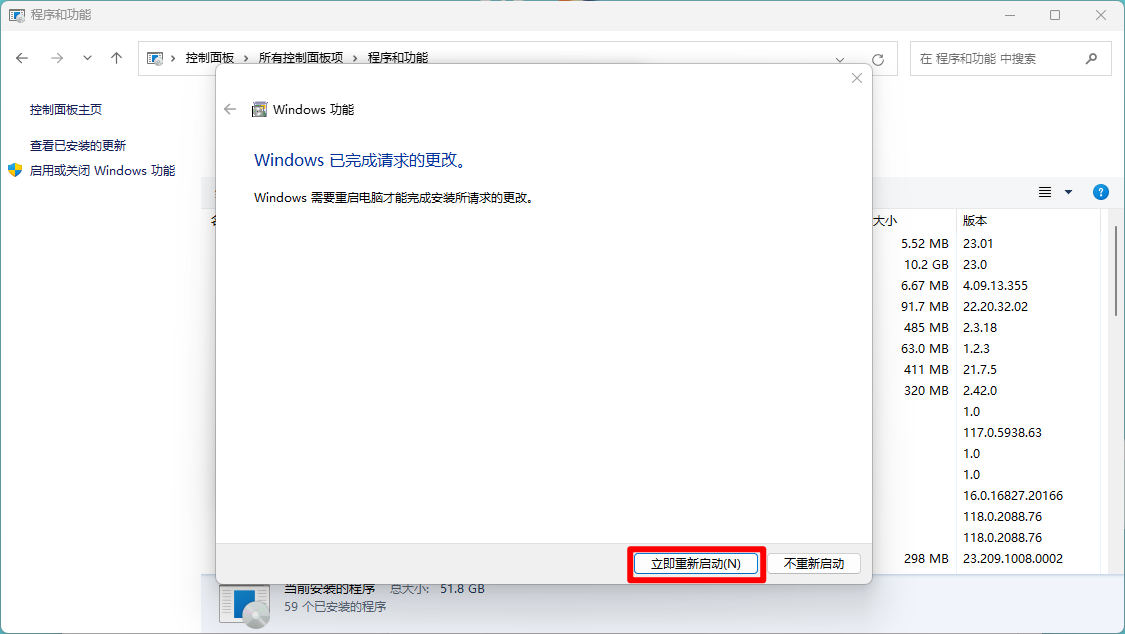 程序和功能
控制面板 所有控制面板项 程序和功能
在 程序和功能 中搜索
控制面板主页
查看已安装的更新
启用或关闭 Windows 功能
Windows 功能
Windows 已完成请求的更改。
Windows 需要重启电脑才能完成安装所请求的更改。
大小 版本
5.52 MB 23.01
10.2 GB 23.0
6.67 MB 4.09.13.355
91.7 MB 22.20.32.02
485 MB 2.3.18
63.0 MB 1.2.3
411 MB 21.7.5
320 MB 2.42.0
1.0
117.0.5938.63
1.0
1.0
16.0.16827.20166
118.0.2088.76
118.0.2088.76
298 MB 23.209.1008.0002
立即重新启动(N) 不重新启动
当前安装的程序 总大小: 51.8 GB
59 个已安装的程序